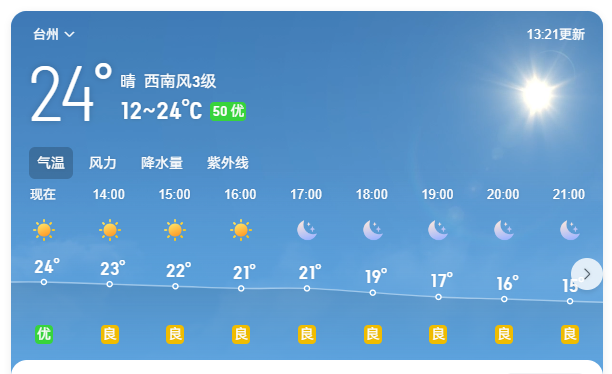 台州 13:21更新
24°
晴 西南风3级
12~24℃ 50 优
气温 风力 降水量 紫外线
现在 14:00 15:00 16:00 17:00 18:00 19:00 20:00 21:00
24° 23° 22° 21° 21° 19° 17° 16° 15°
优 良 良 良 良 良 良 良 良